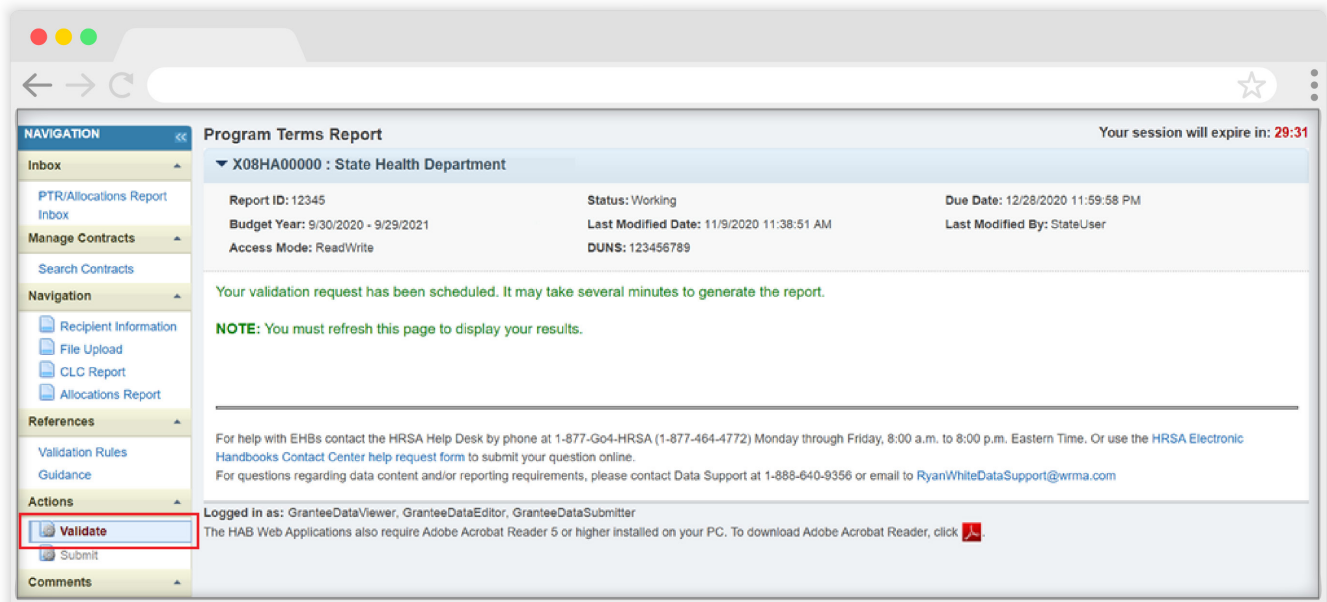 NAVIGATION
Inbox
PTR/Allocations Report
Inbox
Manage Contracts
Search Contracts
Navigation
Recipient Information
File Upload
CLC Report
Allocations Report
References
Validation Rules
Guidance
Actions
Validate
Submit
Comments
Program Terms Report
Your session will expire in: 29:31
X08HA00000 : State Health Department
Report ID: 12345 Status: Working Due Date: 12/28/2020 11:59:58 PM
Budget Year: 9/30/2020 - 9/29/2021 Last Modified Date: 11/9/2020 11:38:51 AM Last Modified By: StateUser
Access Mode: ReadWrite DUNS: 123456789
Your validation request has been scheduled. It may take several minutes to generate the report.
NOTE: You must refresh this page to display your results.
For help with EHBs contact the HRSA Help Desk by phone at 1-877-Go4-HRSA (1-877-464-4772) Monday through Friday, 8:00 a.m. to 8:00 p.m. Eastern Time. Or use the HRSA Electronic
Handbooks Contact Center help request form to submit your question online.
For questions regarding data content and/or reporting requirements, please contact Data Support at 1-888-640-9356 or email to RyanWhiteDataSupport@wrma.com
Logged in as: GranteeDataViewer, GranteeDataEditor, GranteeDataSubmitter
The HAB Web Applications also require Adobe Acrobat Reader 5 or higher installed on your PC. To download Adobe Acrobat Reader, click .